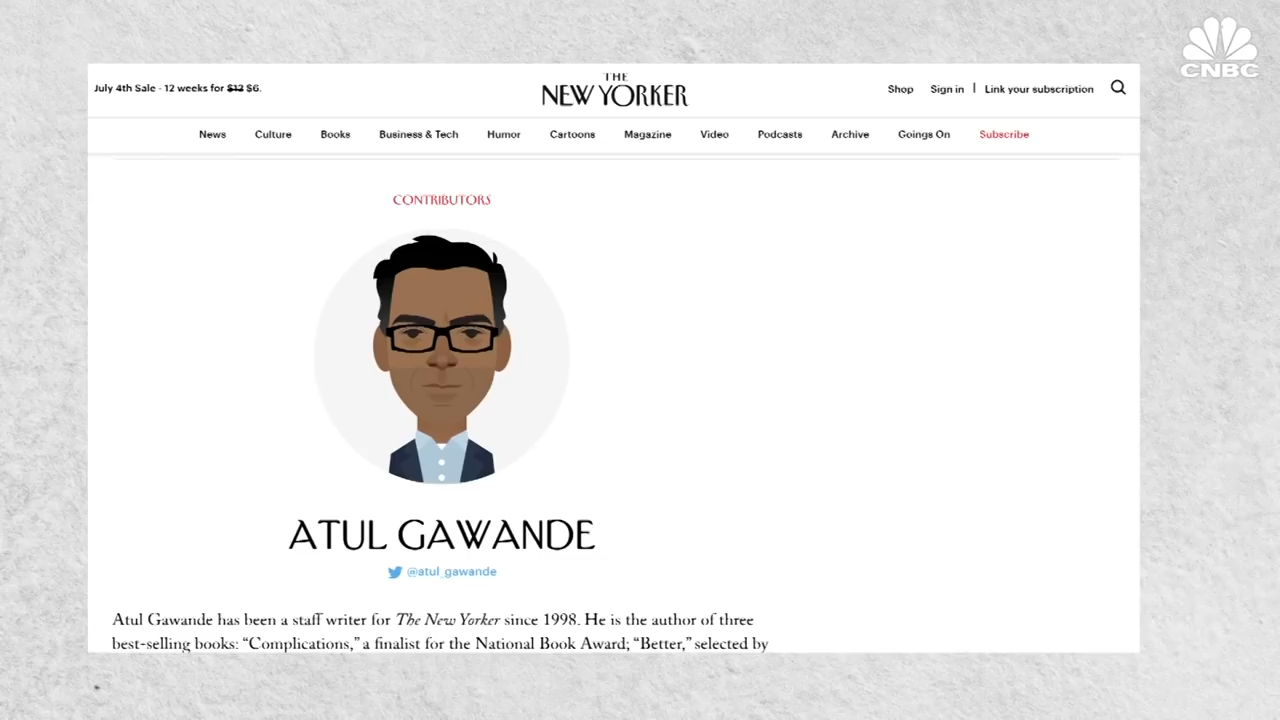 CNBC
July 4th Sale - 12 weeks for $12 $6.
THE
NEW YORKER
Shop Sign in | Link your subscription
News Culture Books Business & Tech Humor Cartoons Magazine Video Podcasts Archive Goings On Subscribe
CONTRIBUTORS
ATUL GAWANDE
@atul_gawande
Atul Gawande has been a staff writer for The New Yorker since 1998. He is the author of three
best-selling books: “Complications,” a finalist for the National Book Award; “Better,” selected by